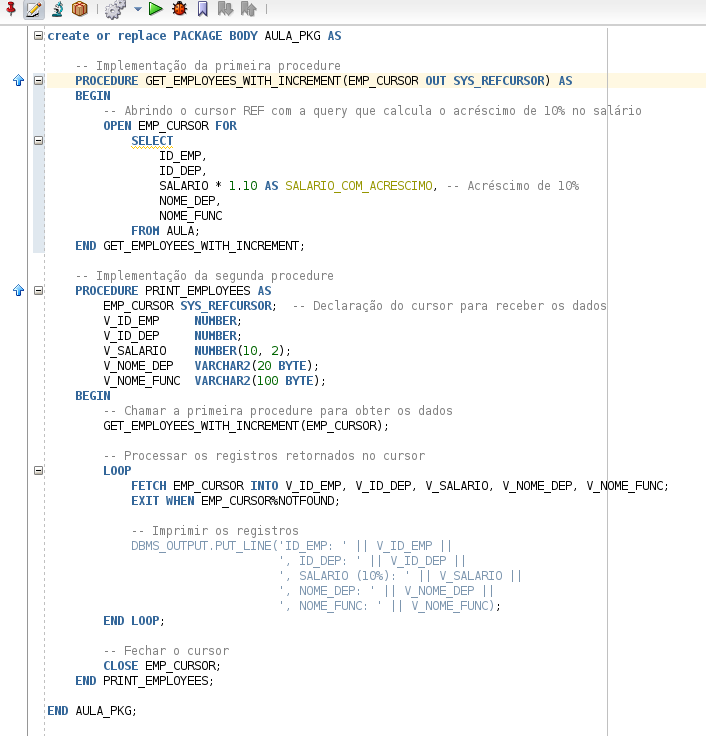 create or replace PACKAGE BODY AULA_PKG AS
-- Implementação da primeira procedure
PROCEDURE GET_EMPLOYEES_WITH_INCREMENT(EMP_CURSOR OUT SYS_REFCURSOR) AS
BEGIN
-- Abrindo o cursor REF com a query que calcula o acréscimo de 10% no salário
OPEN EMP_CURSOR FOR
SELECT
ID_EMP,
ID_DEP,
SALARIO * 1.10 AS SALARIO_COM_ACRESCIMO, -- Acréscimo de 10%
NOME_DEP,
NOME_FUNC
FROM AULA;
END GET_EMPLOYEES_WITH_INCREMENT;
-- Implementação da segunda procedure
PROCEDURE PRINT_EMPLOYEES AS
EMP_CURSOR SYS_REFCURSOR;  -- Declaração do cursor para receber os dados
V_ID_EMP     NUMBER;
V_ID_DEP     NUMBER;
V_SALARIO    NUMBER(10, 2);
V_NOME_DEP   VARCHAR2(20 BYTE);
V_NOME_FUNC  VARCHAR2(100 BYTE);
BEGIN
-- Chamar a primeira procedure para obter os dados
GET_EMPLOYEES_WITH_INCREMENT(EMP_CURSOR);
-- Processar os registros retornados no cursor
LOOP
FETCH EMP_CURSOR INTO V_ID_EMP, V_ID_DEP, V_SALARIO, V_NOME_DEP, V_NOME_FUNC;
EXIT WHEN EMP_CURSOR%NOTFOUND;
-- Imprimir os registros
DBMS_OUTPUT.PUT_LINE('ID_EMP: ' || V_ID_EMP ||
', ID_DEP: ' || V_ID_DEP ||
', SALARIO (10%): ' || V_SALARIO ||
', NOME_DEP: ' || V_NOME_DEP ||
', NOME_FUNC: ' || V_NOME_FUNC);
END LOOP;
-- Fechar o cursor
CLOSE EMP_CURSOR;
END PRINT_EMPLOYEES;
END AULA_PKG;